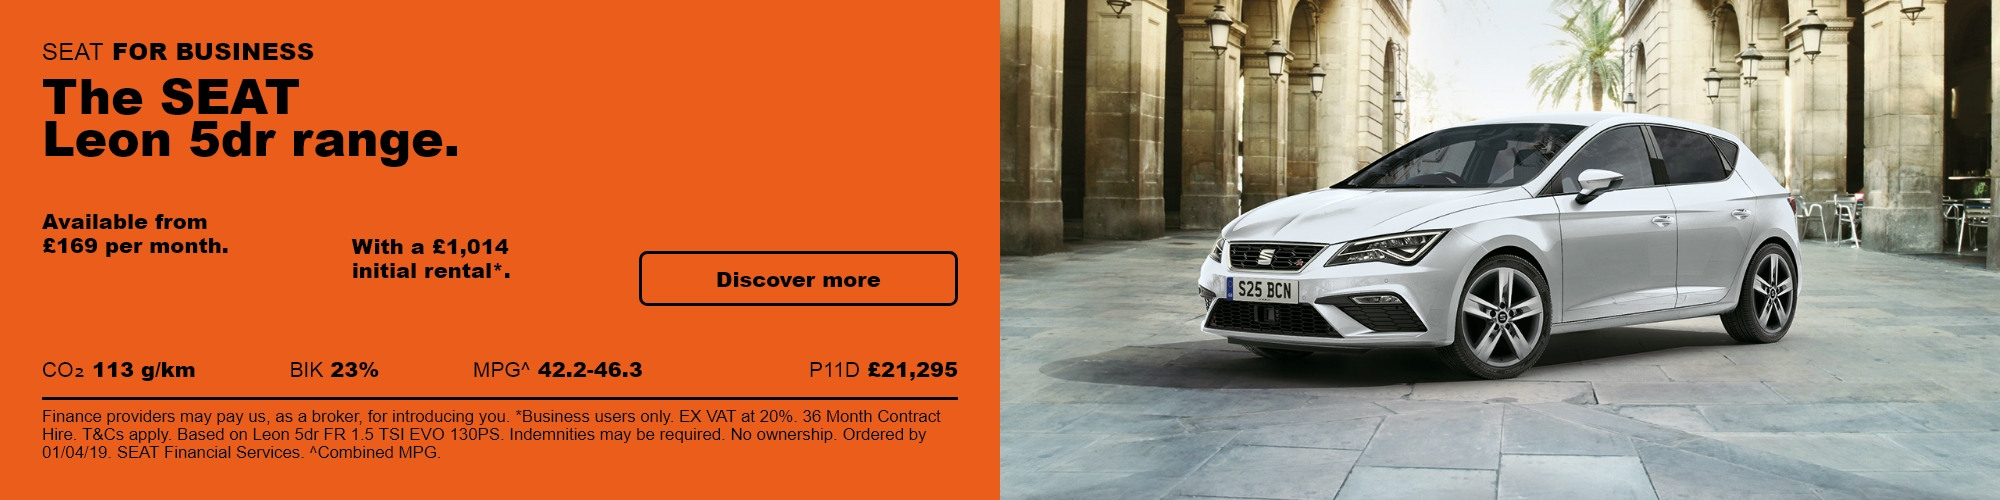 SEAT FOR BUSINESS
The SEAT
Leon 5dr range.
Available from
£169 per month.
With a £1,014
initial rental*.
Discover more
CO₂ 113 g/km BIK 23% MPG^ 42.2-46.3 P11D £21,295
Finance providers may pay us, as a broker, for introducing you. *Business users only. EX VAT at 20%. 36 Month Contract
Hire. T&Cs apply. Based on Leon 5dr FR 1.5 TSI EVO 130PS. Indemnities may be required. No ownership. Ordered by
01/04/19. SEAT Financial Services. ^Combined MPG.
S25 BCN